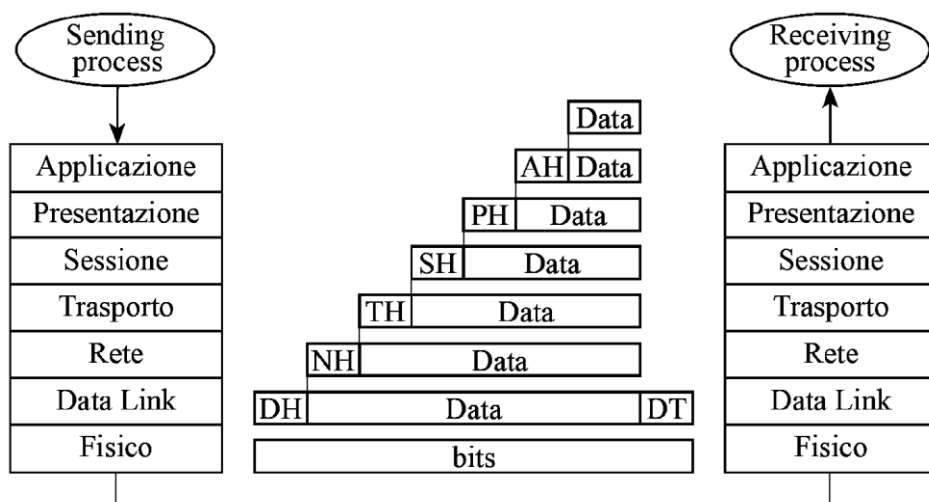 Sending
process
Receiving
process
Data
Applicazione
AH Data
Applicazione
Presentazione
PH Data
Presentazione
Sessione
SH Data
Sessione
Trasporto
TH Data
Trasporto
Rete
NH Data
Rete
Data Link
DH Data DT
Data Link
Fisico
bits
Fisico